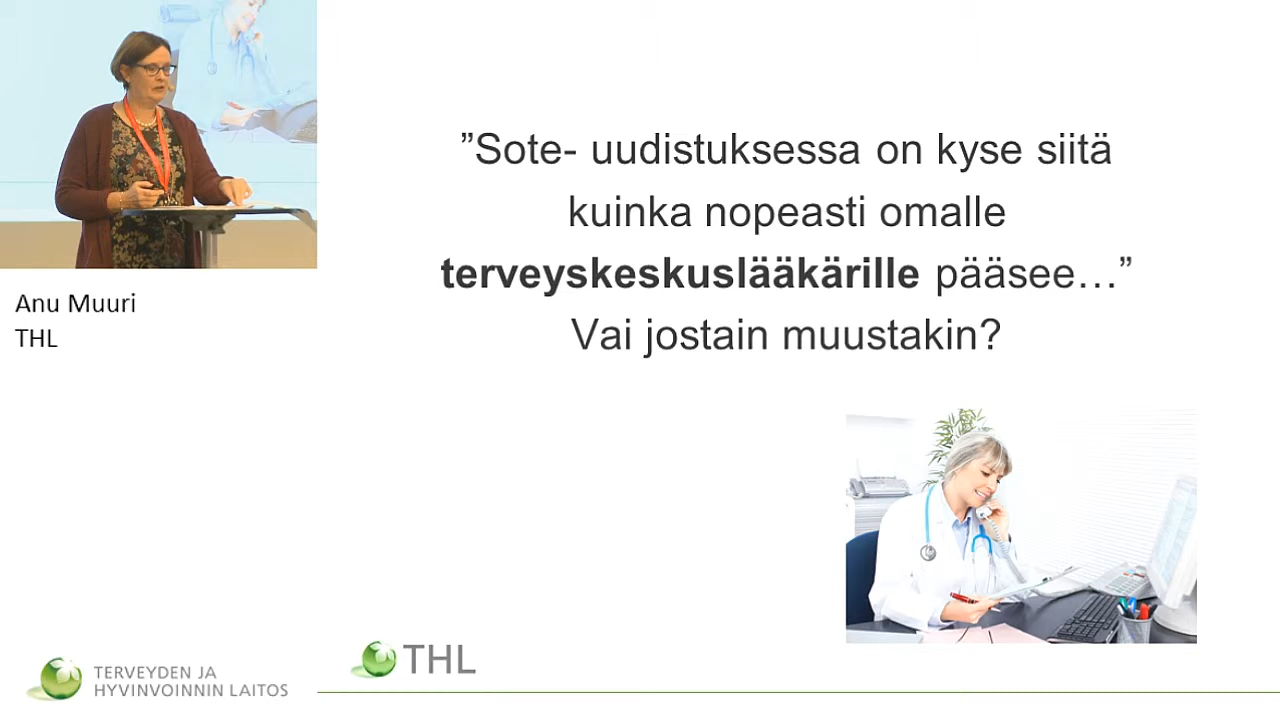 Anu Muuri
THL
”Sote- uudistuksessa on kyse siitä
kuinka nopeasti omalle
terveyskeskuslääkärille pääsee…”
Vai jostain muustakin?
THL
TERVEYDEN JA
HYVINVOINNIN LAITOS